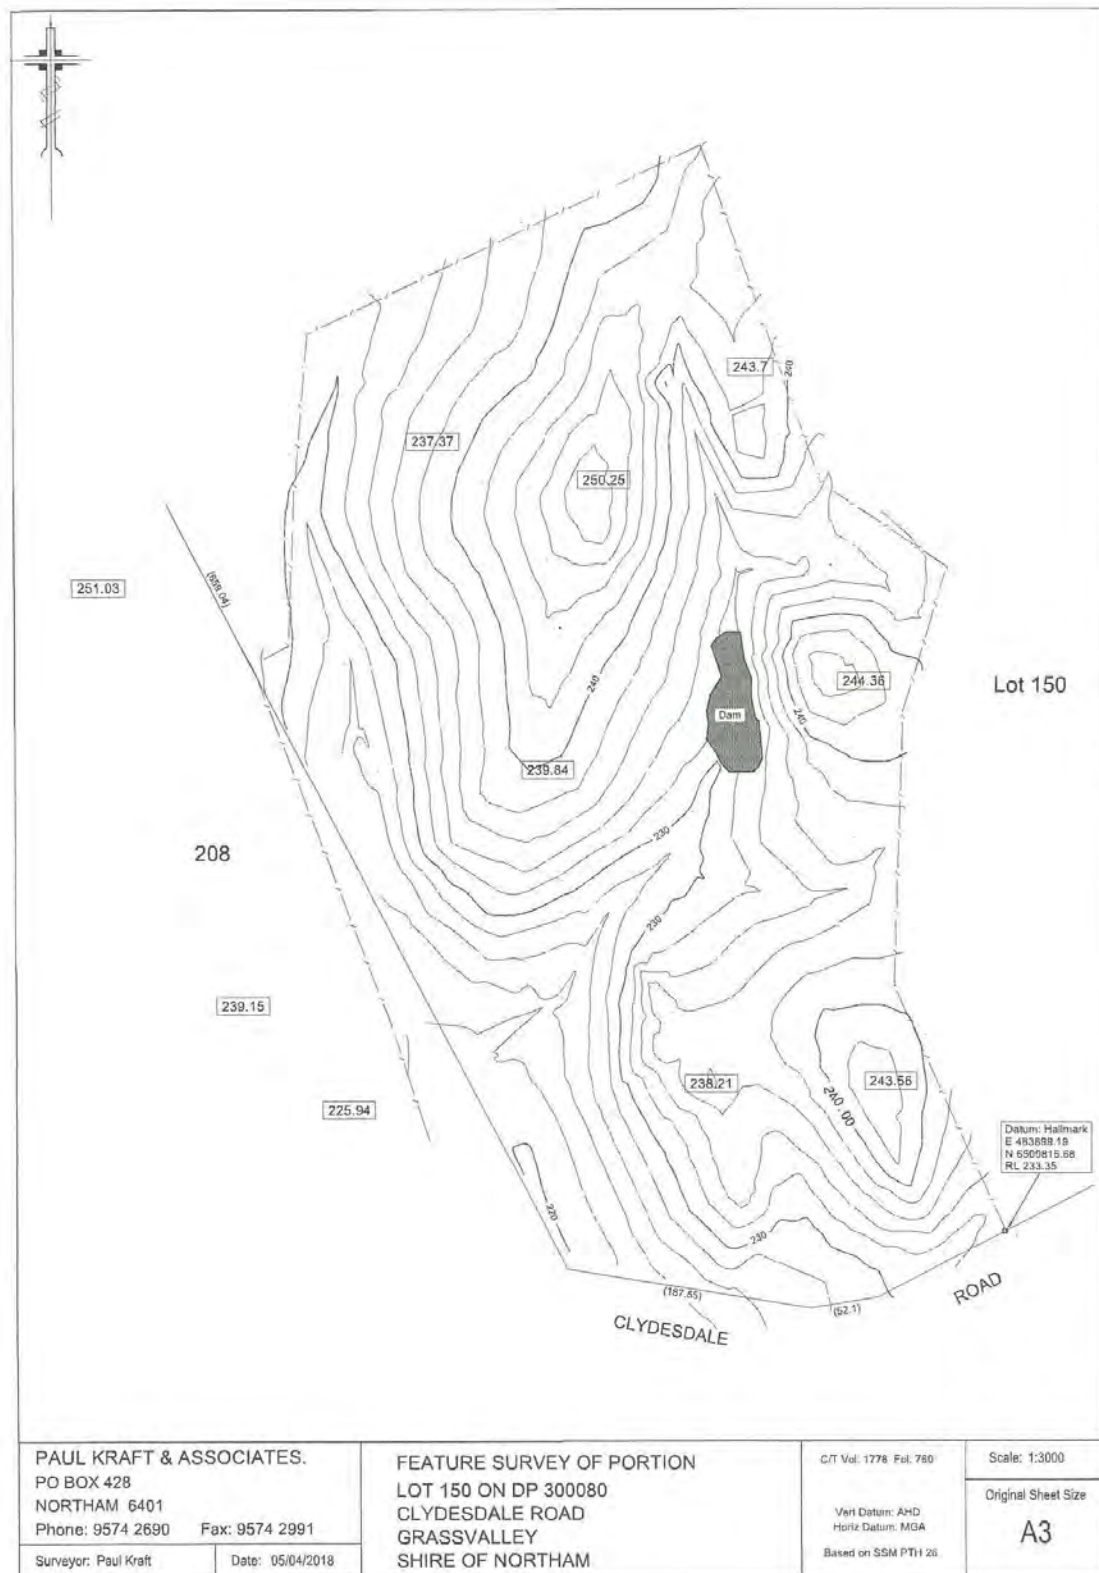 243.7
240
237.37
250.25
251.03
(659.04)
244.36
Lot 150
240
240
Dam
239.84
230
208
230
239.15
238.21
243.56
240.00
225.94
Datum: Hallmark
RL 233.35
220
230
(187.85)
(52.1)
CLYDESDALE
ROAD
PAUL KRAFT & ASSOCIATES.
PO BOX 428
NORTHAM 6401
Phone: 9574 2690 Fax: 9574 2991
Surveyor: Paul Kraft
Date: 05/04/2018
FEATURE SURVEY OF PORTION
LOT 150 ON DP 300080
CLYDESDALE ROAD
GRASSVALLEY
SHIRE OF NORTHAM
C/T Vol: 1778 Fol: 760
Vert Datum: AHD
Horiz Datum: MGA
Based on SSM PTH 26
Scale: 1:3000
Original Sheet Size
A3